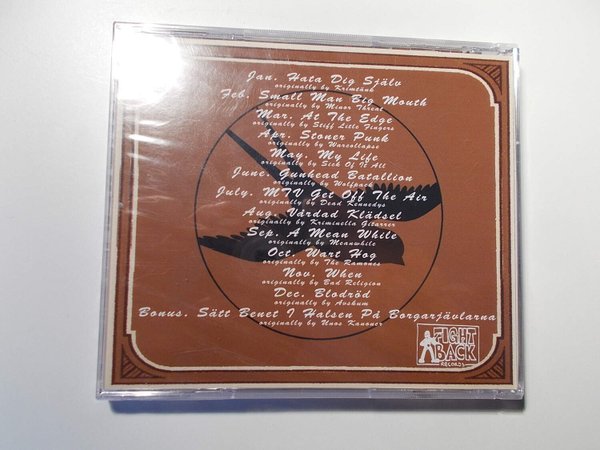 Jan. Hata Dig Själv
originally by Krimtänk
Feb. Small Man Big Mouth
originally by Minor Threat
Mar. At The Edge
originally by Stiff Little Fingers
Apr. Stoner Punk
originally by Warcollapse
May. My Life
originally by Sick Of It All
June. Gunhead Batallion
originally by Wolfpack
July. MTV Get Off The Air
originally by Dead Kennedys
Aug. Vårdad Klädsel
originally by Kriminella Gitarrer
Sep. A Mean While
originally by Meanwhile
Oct. Wart Hog
originally by The Ramones
Nov. When
originally by Bad Religion
Dec. Blodröd
originally by Avskum
Bonus. Sätt Benet I Halsen På Borgarjävlarna
originally by Unos Kanoner
FIGHT
BACK
RECORDS